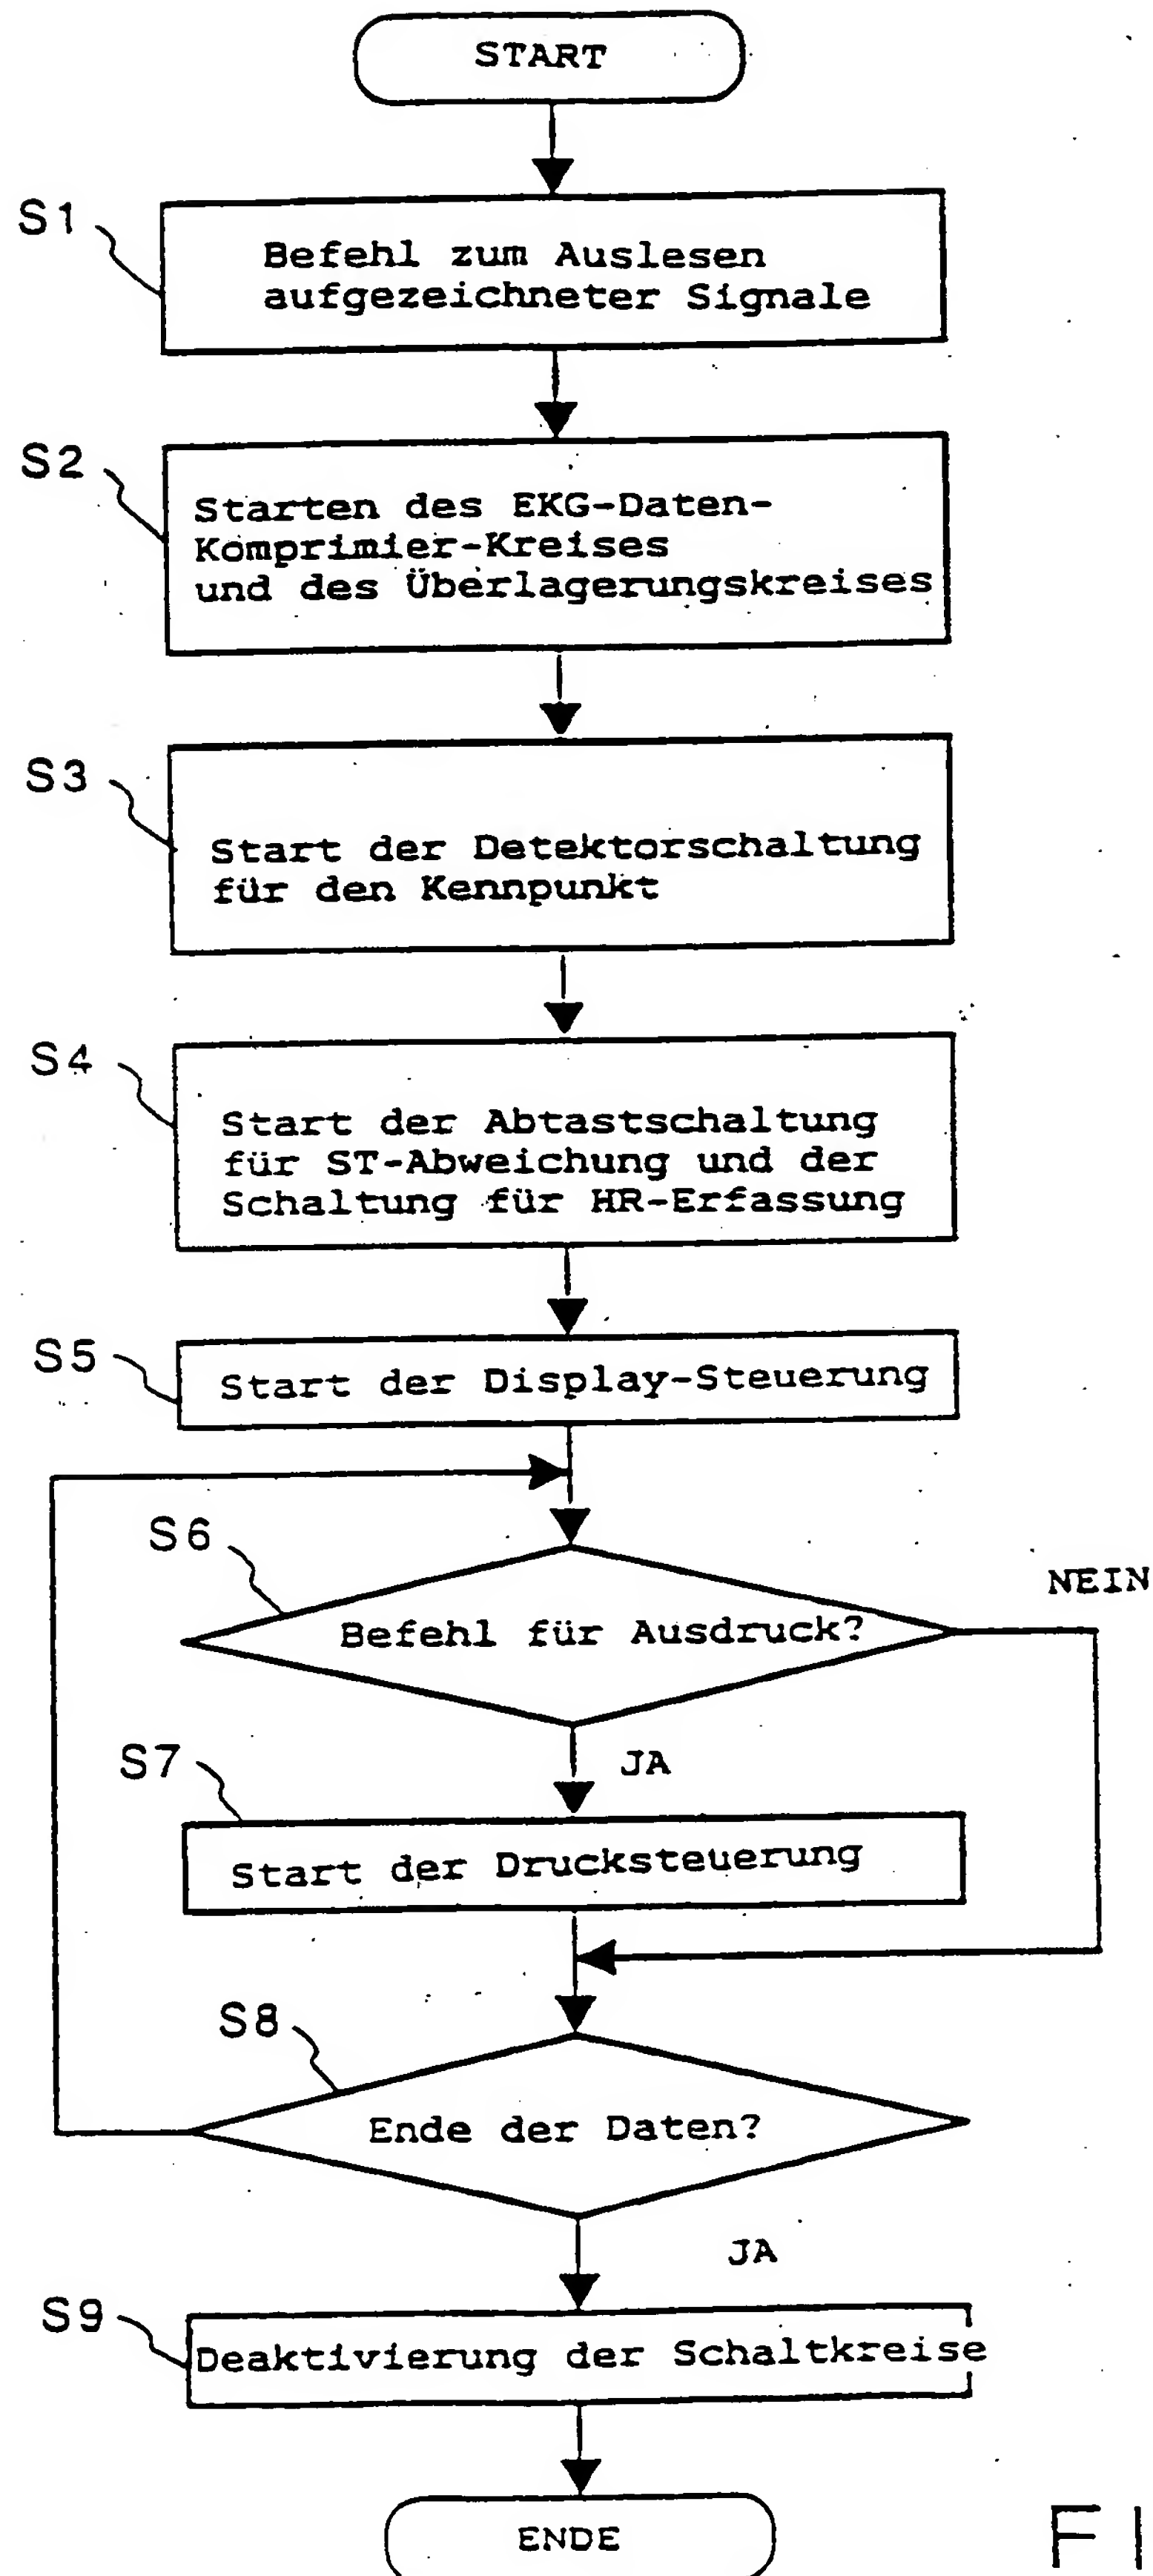 START
S1
Befehl zum Auslesen
aufgezeichneter Signale
S2
Starten des EKG-Daten-
Komprimier-Kreises
und des Überlagerungskreises
S3
Start der Detektorschaltung
für den Kennpunkt
S4
Start der Abtastschaltung
für ST-Abweichung und der
Schaltung für HR-Erfassung
S5
Start der Display-Steuerung
S6
NEIN
Befehl für Ausdruck?
S7
JA
Start der Drucksteuerung
S8
Ende der Daten?
JA
S9
Deaktivierung der Schaltkreise
ENDE
FI